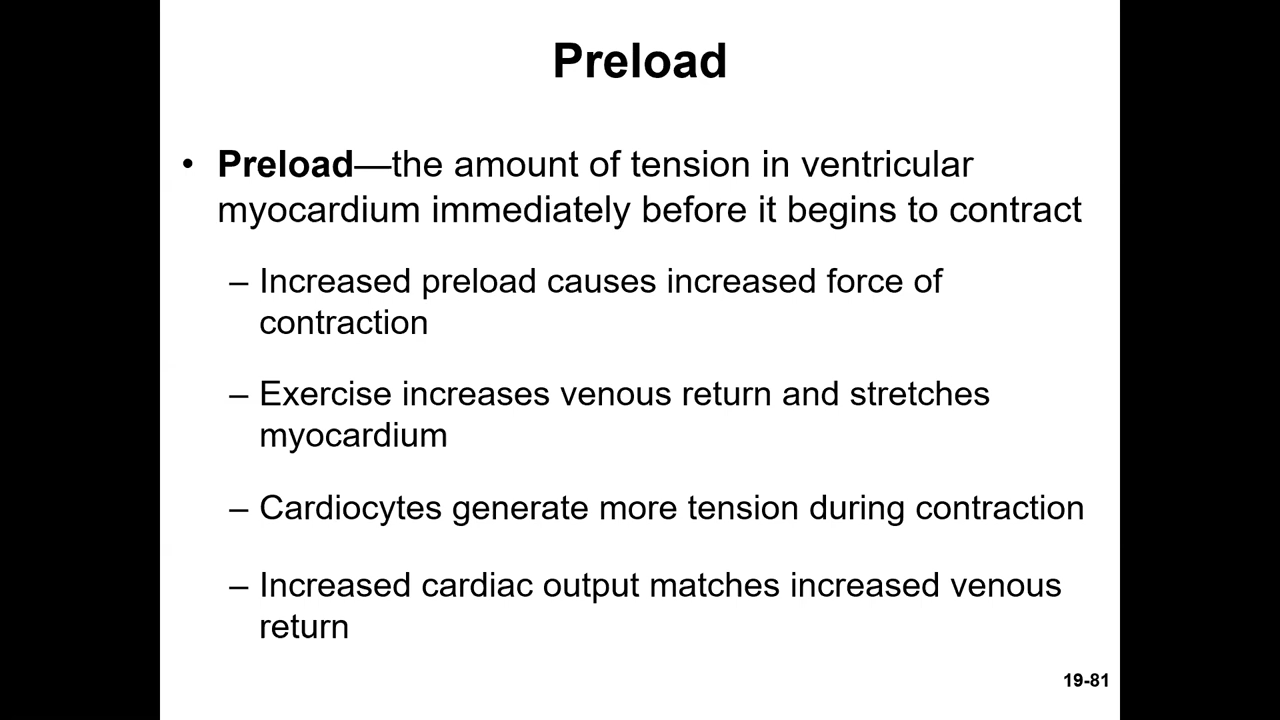 Preload
• Preload—the amount of tension in ventricular
myocardium immediately before it begins to contract
– Increased preload causes increased force of
contraction
– Exercise increases venous return and stretches
myocardium
– Cardiocytes generate more tension during contraction
– Increased cardiac output matches increased venous
return
19-81